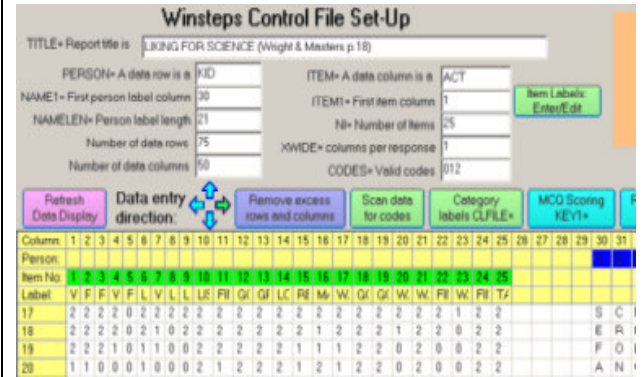 Winsteps Control File Set-Up
TITLE= Report title is LIKING FOR SCIENCE (Wright & Masters p.18)
PERSON= A data row is a KID ITEM= A data column is a ACT
NAME1= First person label column 30 ITEM1= First item column 1 Item Labels: Enter/Edit
NAMELEN= Person label length 21 NI= Number of Items 25
Number of data rows 75 XWIDE= columns per response 1
Number of data columns 50 CODES= Valid codes 012
Refresh Data Display Data entry direction: Remove excess rows and columns Scan data for codes Category labels CLFILE= MCQ Scoring KEY1=
Column: 1 2 3 4 5 6 7 8 9 10 11 12 13 14 15 16 17 18 19 20 21 22 23 24 25 26 27 28 29 30 31
Person:
Item No: 1 2 3 4 5 6 7 8 9 10 11 12 13 14 15 16 17 18 19 20 21 22 23 24 25
Label: V F F V F L V L L
17 2 2 2 2 0 2 2 2 2 2 2 2 2 2 2 2 2 2 2 2 2 2 1 2 2 S C
18 2 2 2 2 0 2 1 0 2 2 2 2 2 2 2 1 2 2 2 1 2 2 0 2 2 E R
19 2 2 2 1 0 1 1 0 0 2 2 2 2 2 1 1 1 2 2 0 2 0 0 2 2 F O
20 1 1 0 0 0 1 0 0 0 2 1 2 2 2 1 2 1 2 2 0 2 0 0 2 2 A N